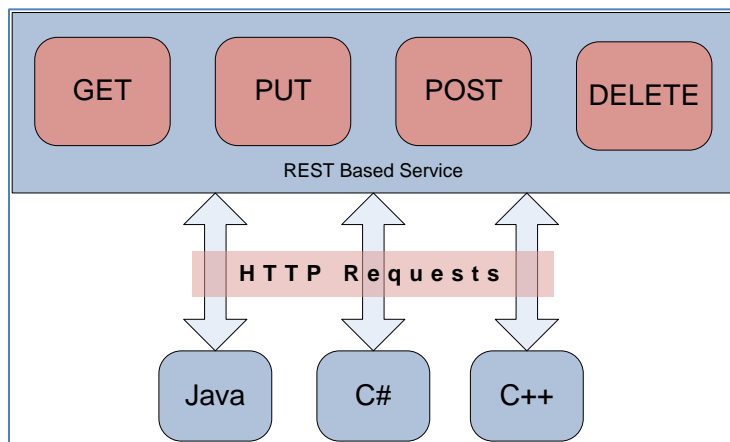 GET PUT POST DELETE
REST Based Service
HTTP Requests
Java C# C++